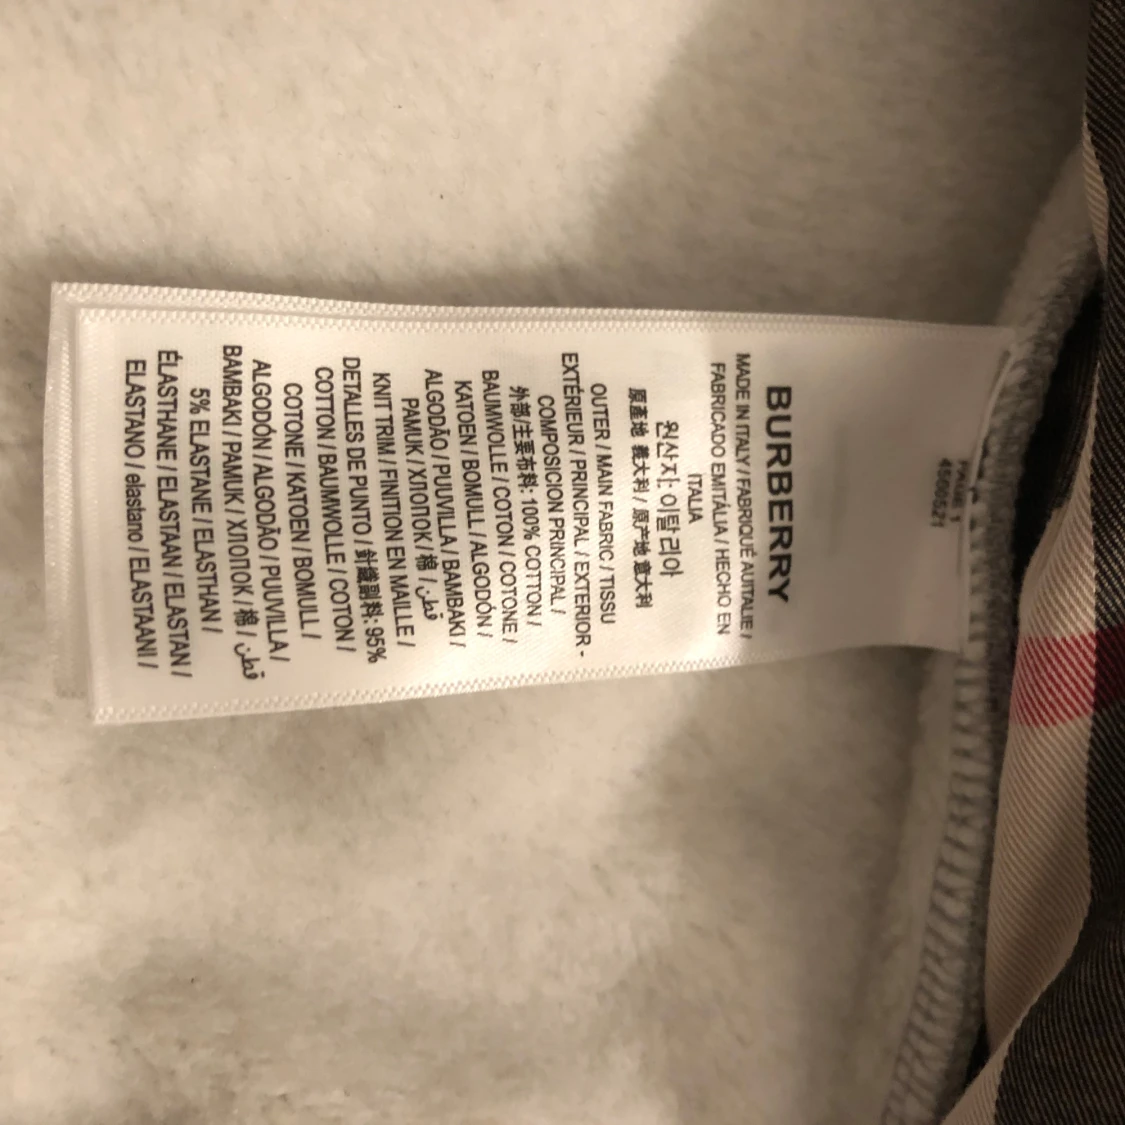 PAGE 1
4500521
BURBERRY
MADE IN ITALY / FABRIQUÉ AUITALIE /
FABRICADO EMITÁLIA / HECHO EN
ITALIA
원산지 이탈리아
原產地 義大利 / 原产地 意大利
OUTER / MAIN FABRIC / TISSU
EXTÉRIEUR / PRINCIPAL / EXTERIOR -
COMPOSICION PRINCIPAL /
外部/主要布料: 100% COTTON /
BAUMWOLLE / COTON / COTONE /
KATOEN / BOMULL / ALGODÓN /
ALGODÃO / PUUVILLA / BAMBAKI /
PAMUK / ХЛОПОК / 棉 / قطن
KNIT TRIM / FINITION EN MAILLE /
DETALLES DE PUNTO / 針織副料: 95%
COTTON / BAUMWOLLE / COTON /
COTONE / KATOEN / BOMULL /
ALGODÓN / ALGODÃO / PUUVILLA /
BAMBAKI / PAMUK / ХЛОПОК / 棉 / قطن
5% ELASTANE / ELASTHAN /
ÉLASTHANE / ELASTAAN / ELASTAN /
ELASTANO / elastano / ELASTAANI /